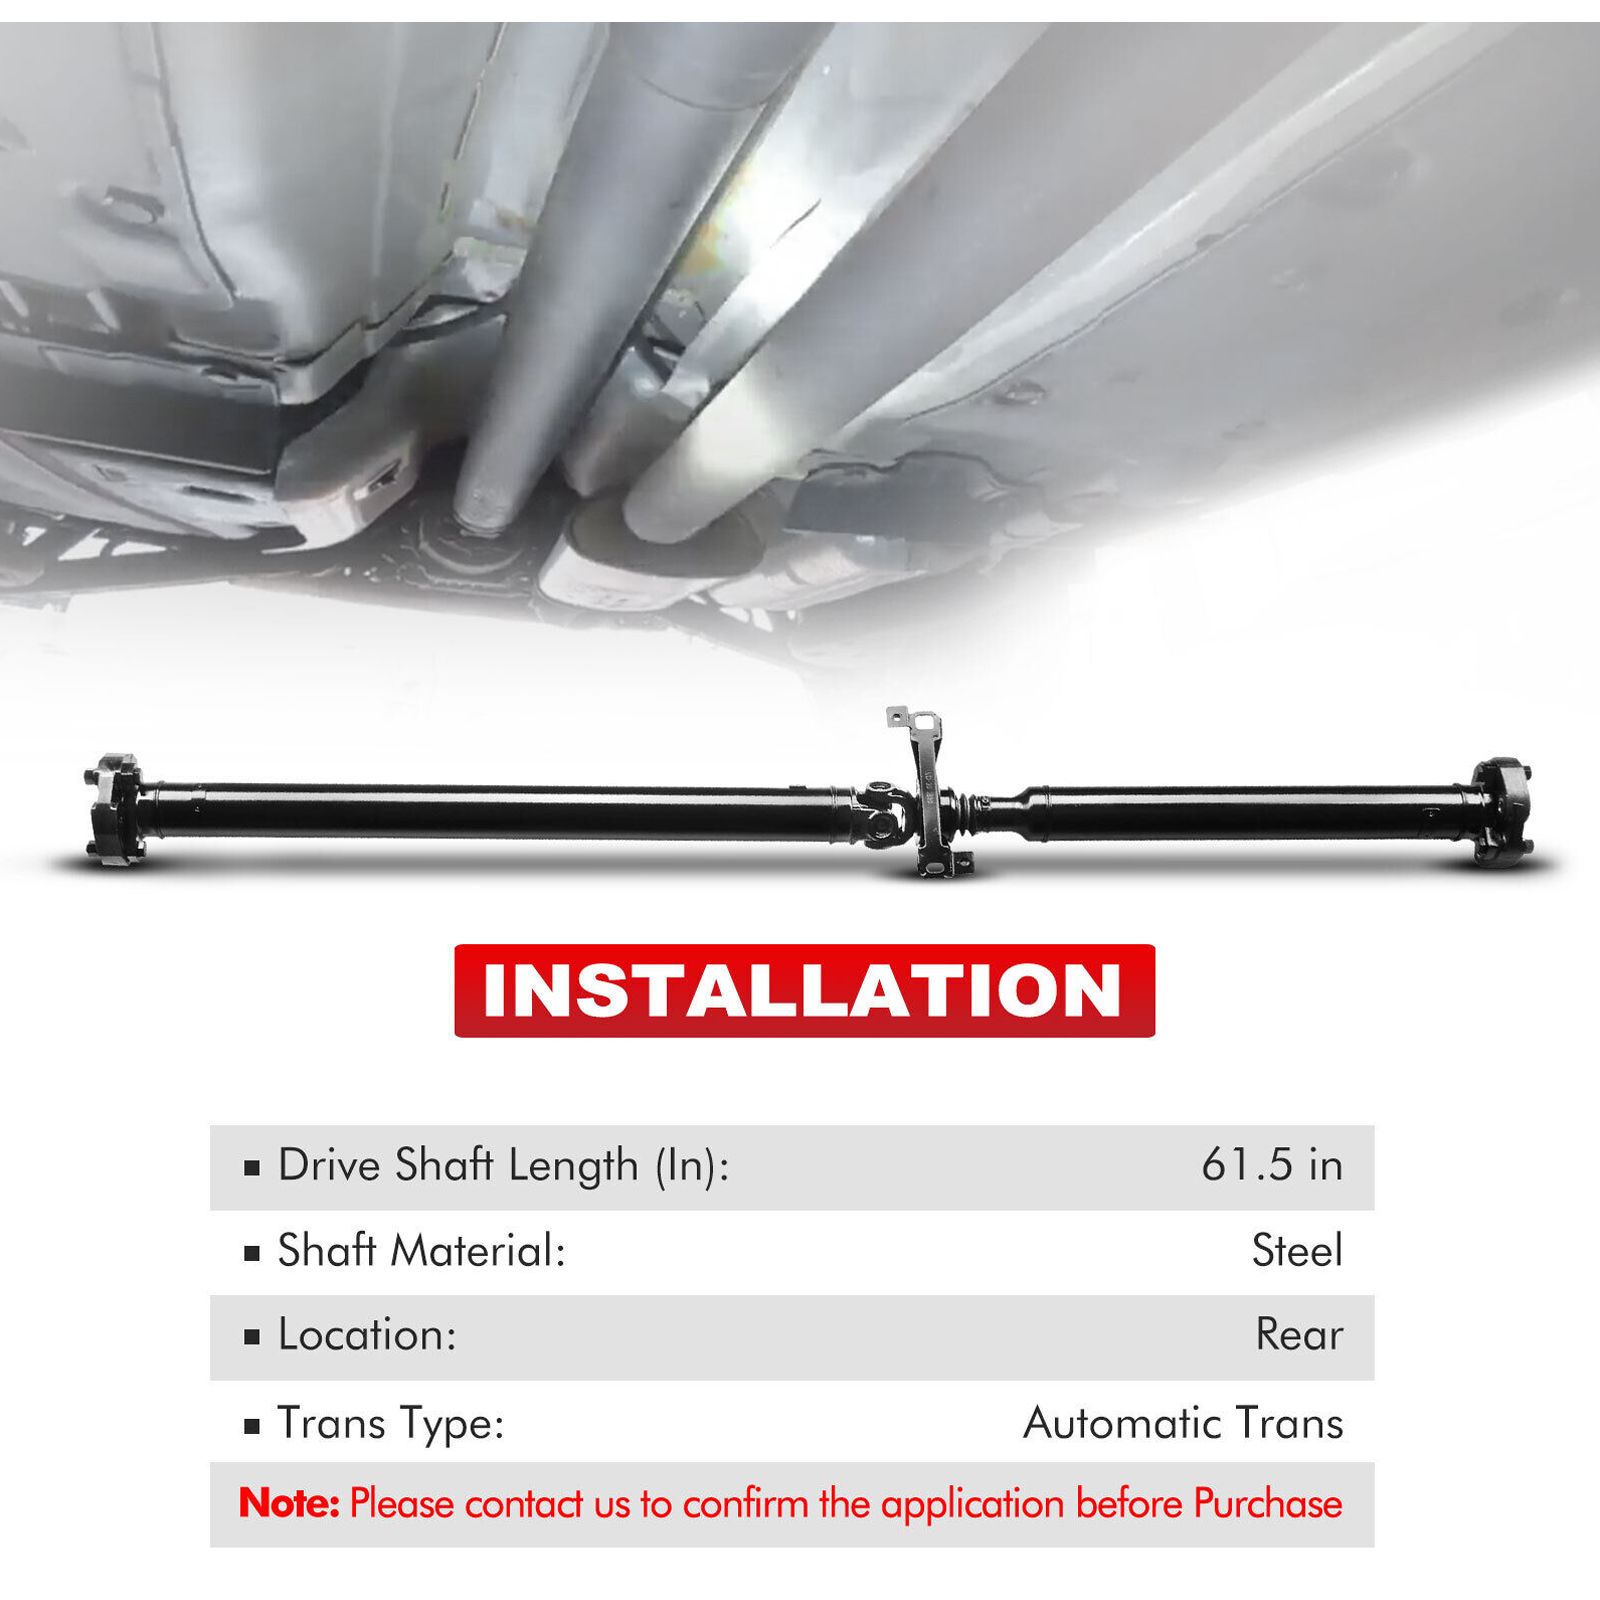 INSTALLATION
▪ Drive Shaft Length (In): 61.5 in
▪ Shaft Material: Steel
▪ Location: Rear
▪ Trans Type: Automatic Trans
Note: Please contact us to confirm the application before Purchase